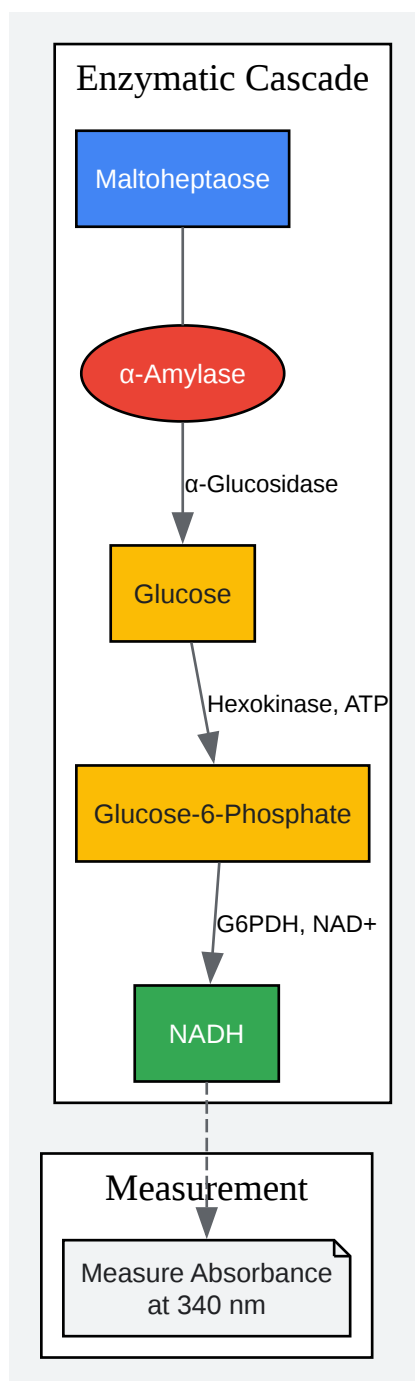 Enzymatic Cascade
Maltoheptaose
α-Amylase
α-Glucosidase
Glucose
Hexokinase, ATP
Glucose-6-Phosphate
G6PDH, NAD+
NADH
Measurement
Measure Absorbance
at 340 nm